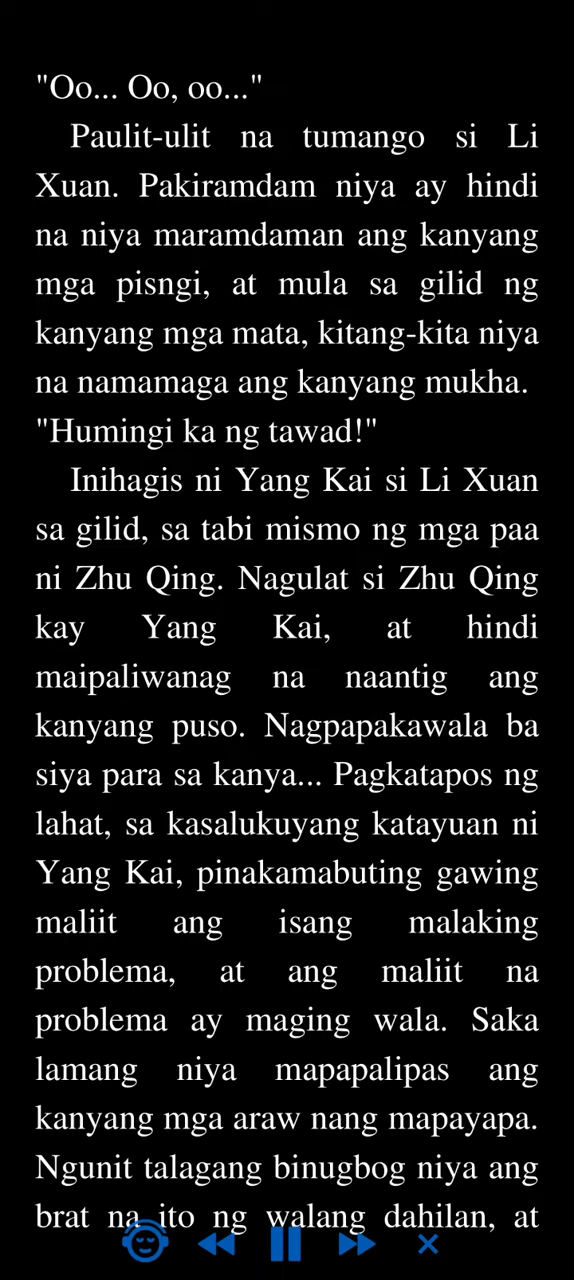 "Oo... Oo, oo..."
Paulit-ulit na tumango si Li
Xuan. Pakiramdam niya ay hindi
na niya maramdaman ang kanyang
mga pisngi, at mula sa gilid ng
kanyang mga mata, kitang-kita niya
na namamaga ang kanyang mukha.
"Humingi ka ng tawad!"
Inihagis ni Yang Kai si Li Xuan
sa gilid, sa tabi mismo ng mga paa
ni Zhu Qing. Nagulat si Zhu Qing
kay Yang Kai, at hindi
maipaliwanag na naantig ang
kanyang puso. Nagpapakawala ba
siya para sa kanya... Pagkatapos ng
lahat, sa kasalukuyang katayuan ni
Yang Kai, pinakamabuting gawing
maliit ang isang malaking
problema, at ang maliit na
problema ay maging wala. Saka
lamang niya mapapalipas ang
kanyang mga araw nang mapayapa.
Ngunit talagang binugbog niya ang
brat na ito ng walang dahilan, at